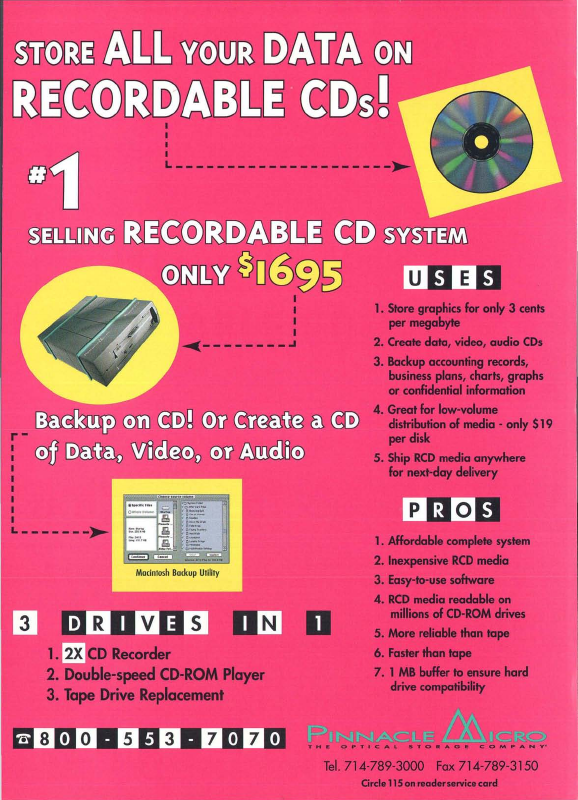 STORE ALL YOUR DATA ON
RECORDABLE CDs!
#1
SELLING RECORDABLE CD SYSTEM
ONLY $1695
Backup on CD! Or Create a CD
of Data, Video, or Audio
Macintosh Backup Utility
3 DRIVES IN 1
1. 2X CD Recorder
2. Double-speed CD-ROM Player
3. Tape Drive Replacement
☎800-553-7070
USES
1. Store graphics for only 3 cents
per megabyte
2. Create data, video, audio CDs
3. Backup accounting records,
business plans, charts, graphs
or confidential information
4. Great for low-volume
distribution of media - only $19
per disk
5. Ship RCD media anywhere
for next-day delivery
PROS
1. Affordable complete system
2. Inexpensive RCD media
3. Easy-to-use software
4. RCD media readable on
millions of CD-ROM drives
5. More reliable than tape
6. Faster than tape
7. 1 MB buffer to ensure hard
drive compatibility
PINNACLE MICRO
THE OPTICAL STORAGE COMPANY
Tel. 714-789-3000 Fax 714-789-3150
Circle 115 on reader service card